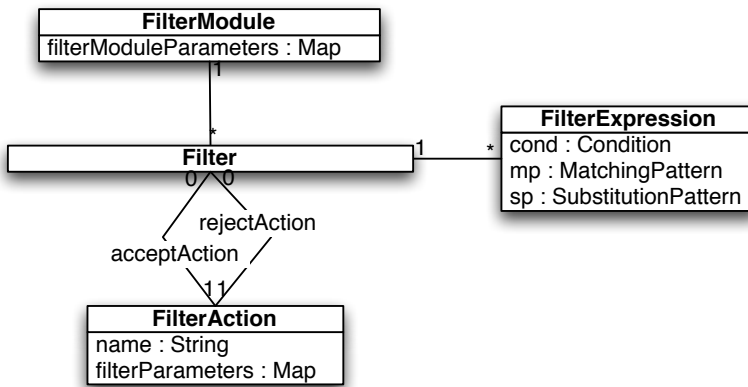 FilterModule
filterModuleParameters : Map
1
*
Filter
1
*
FilterExpression
cond : Condition
mp : MatchingPattern
sp : SubstitutionPattern
0
0
rejectAction
acceptAction
1
1
FilterAction
name : String
filterParameters : Map